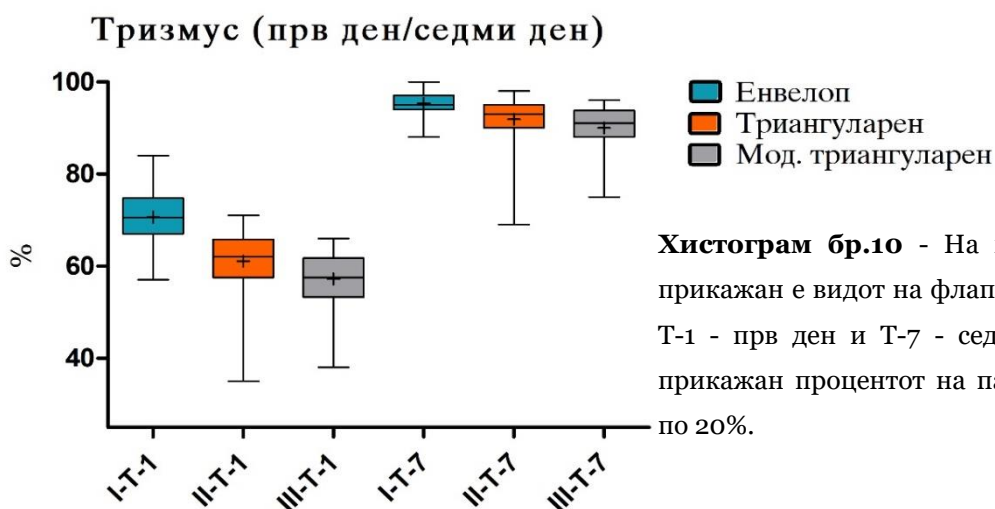 Тризмус (прв ден/седми ден)
100
80
60
40
%
I-T-1
II-T-1
III-T-1
I-T-7
II-T-7
III-T-7
Енвелоп
Триангуларен
Мод. триангуларен
Хистограм бр.10 - На
прикажан е видот на флап
Т-1 - прв ден и Т-7 - сед
прикажан процентот на па
по 20%.